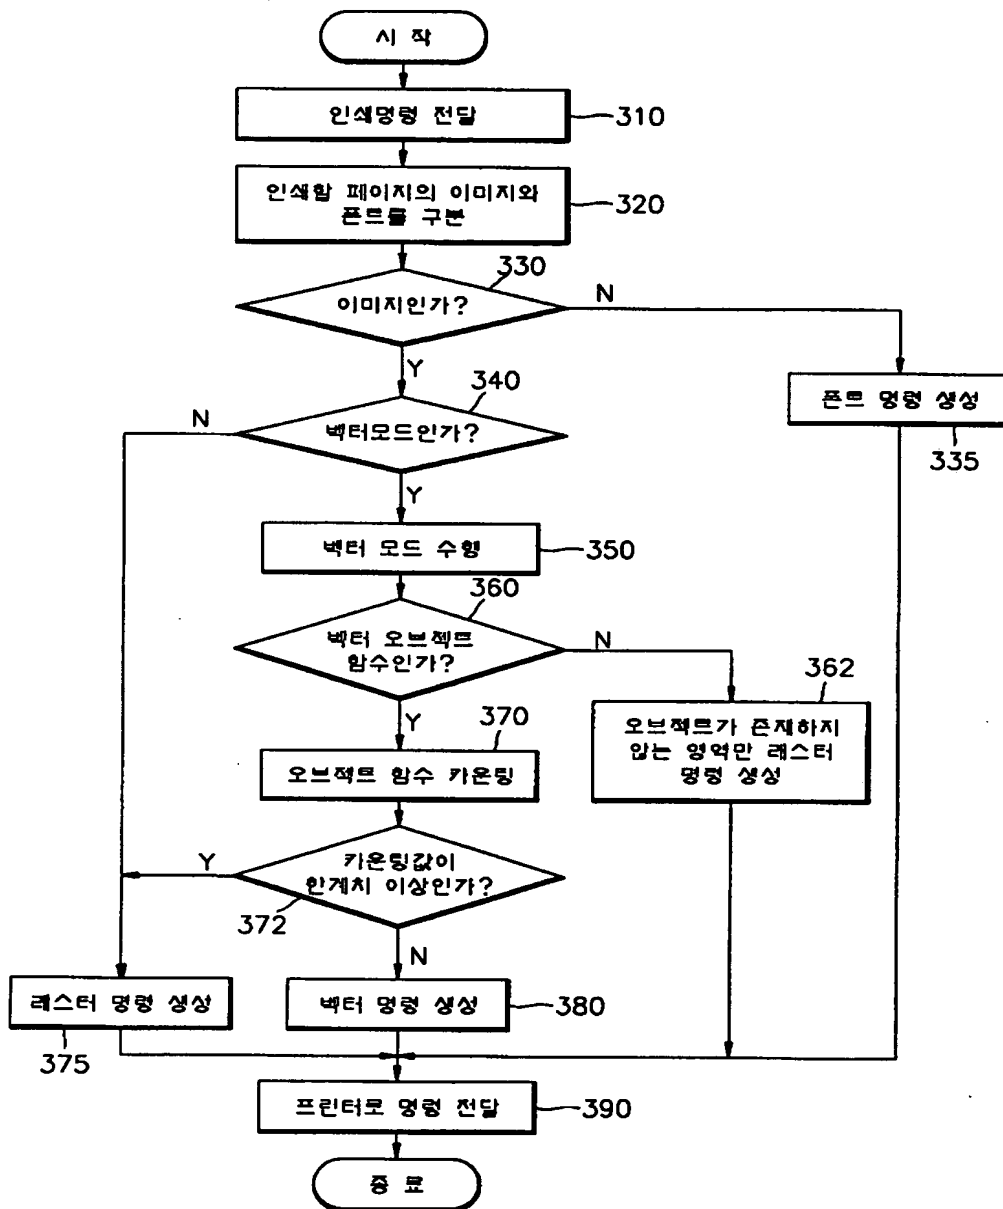 시 작
인쇄명령 전달
310
인쇄할 페이지의 이미지와
폰트를 구분
320
330
이미지인가?
N
Y
340
폰트 명령 생성
335
N
벡터모드인가?
Y
벡터 모드 수행
350
360
벡터 오브젝트
함수인가?
N
Y
362
370
오브젝트가 존재하지
않는 영역만 래스터
명령 생성
오브젝트 함수 카운팅
Y
카운팅값이
한계치 이상인가?
372
N
래스터 명령 생성
375
벡터 명령 생성
380
프린터로 명령 전달
390
종 료